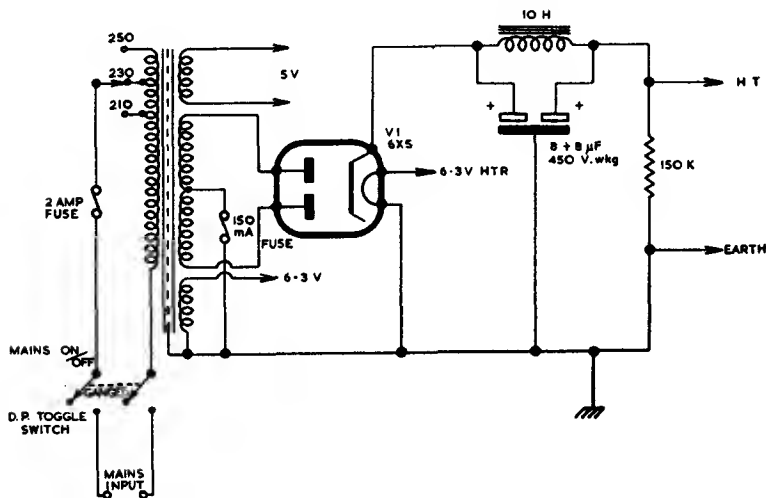 250
230
210
5V
2 AMP
FUSE
150
mA
FUSE
6·3 V
V1
6X5
6·3V HTR
10 H
+
+
8 + 8 µF
450 V. wkg
H T
150 K
EARTH
MAINS ON/OFF
GANGED
D.P. TOGGLE
SWITCH
MAINS
INPUT